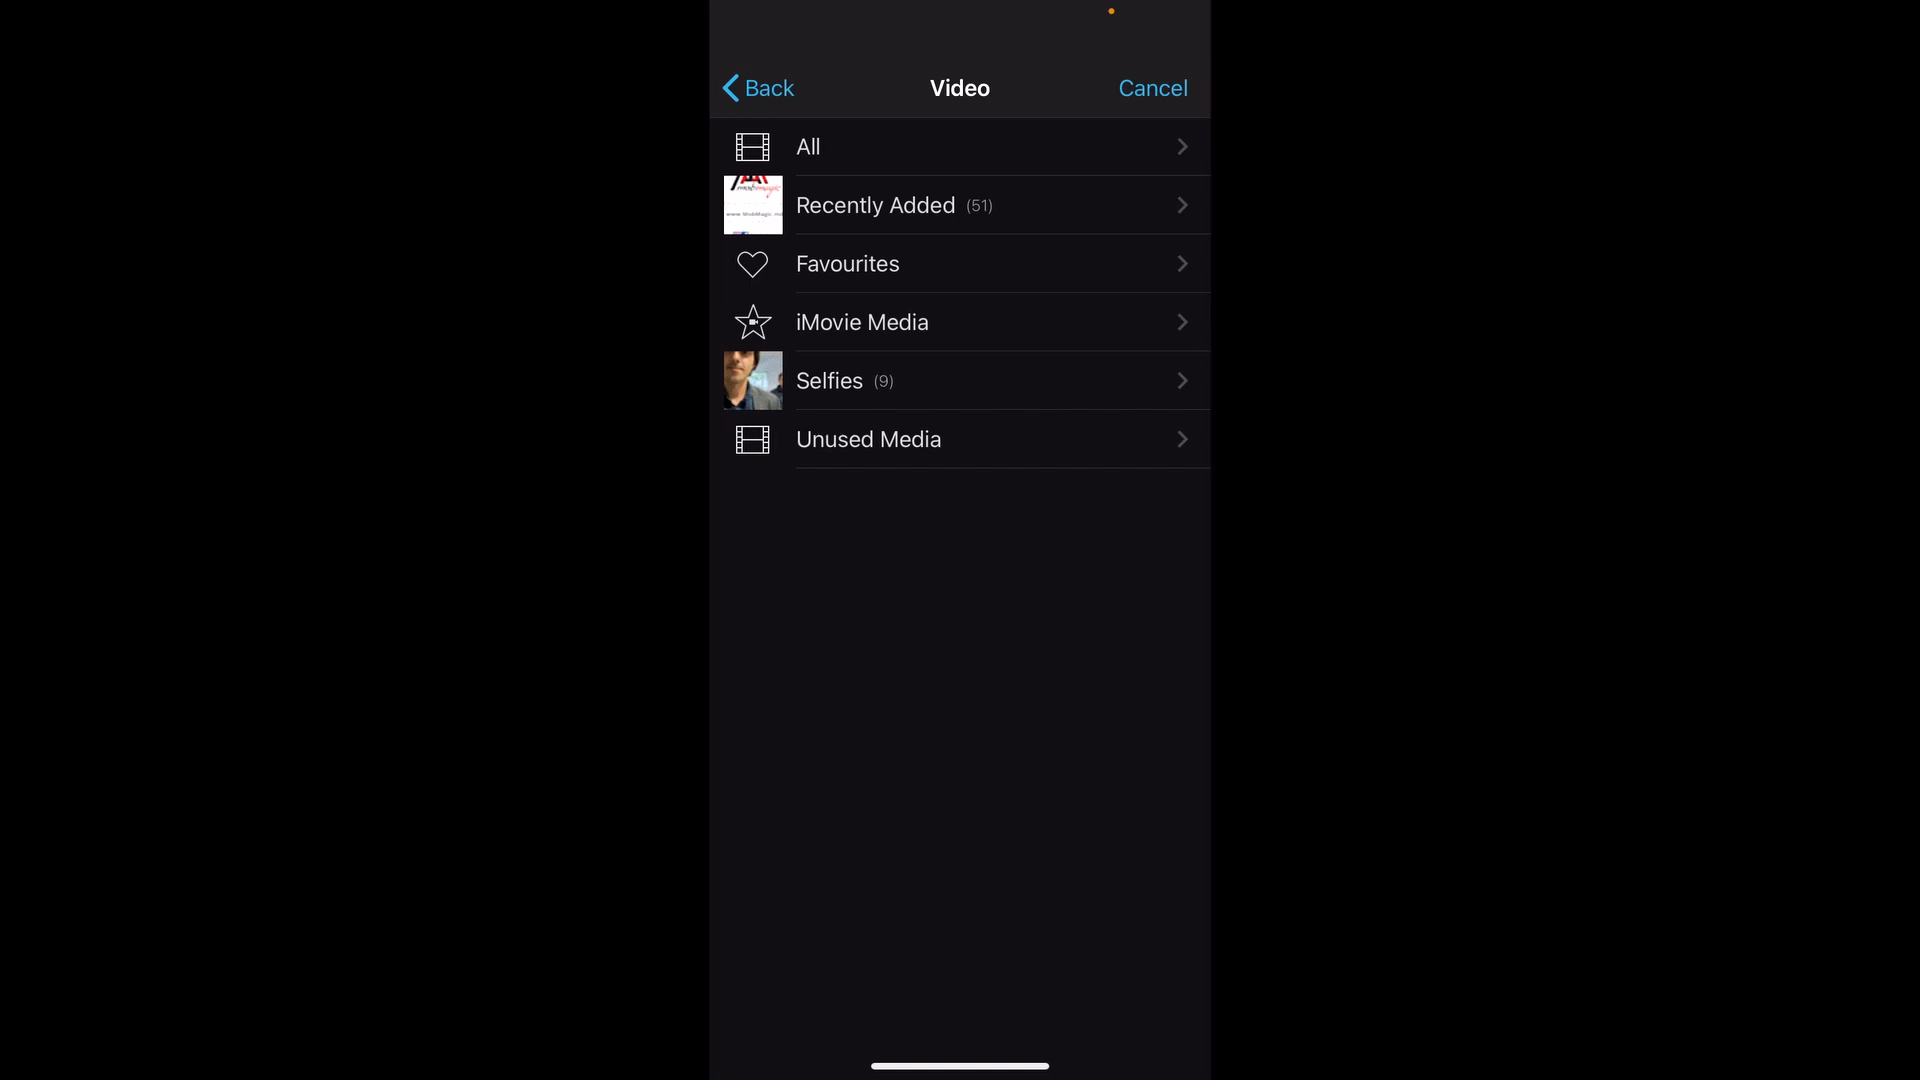 Back
Video
Cancel
All
Recently Added (51)
Favourites
iMovie Media
Selfies (9)
Unused Media